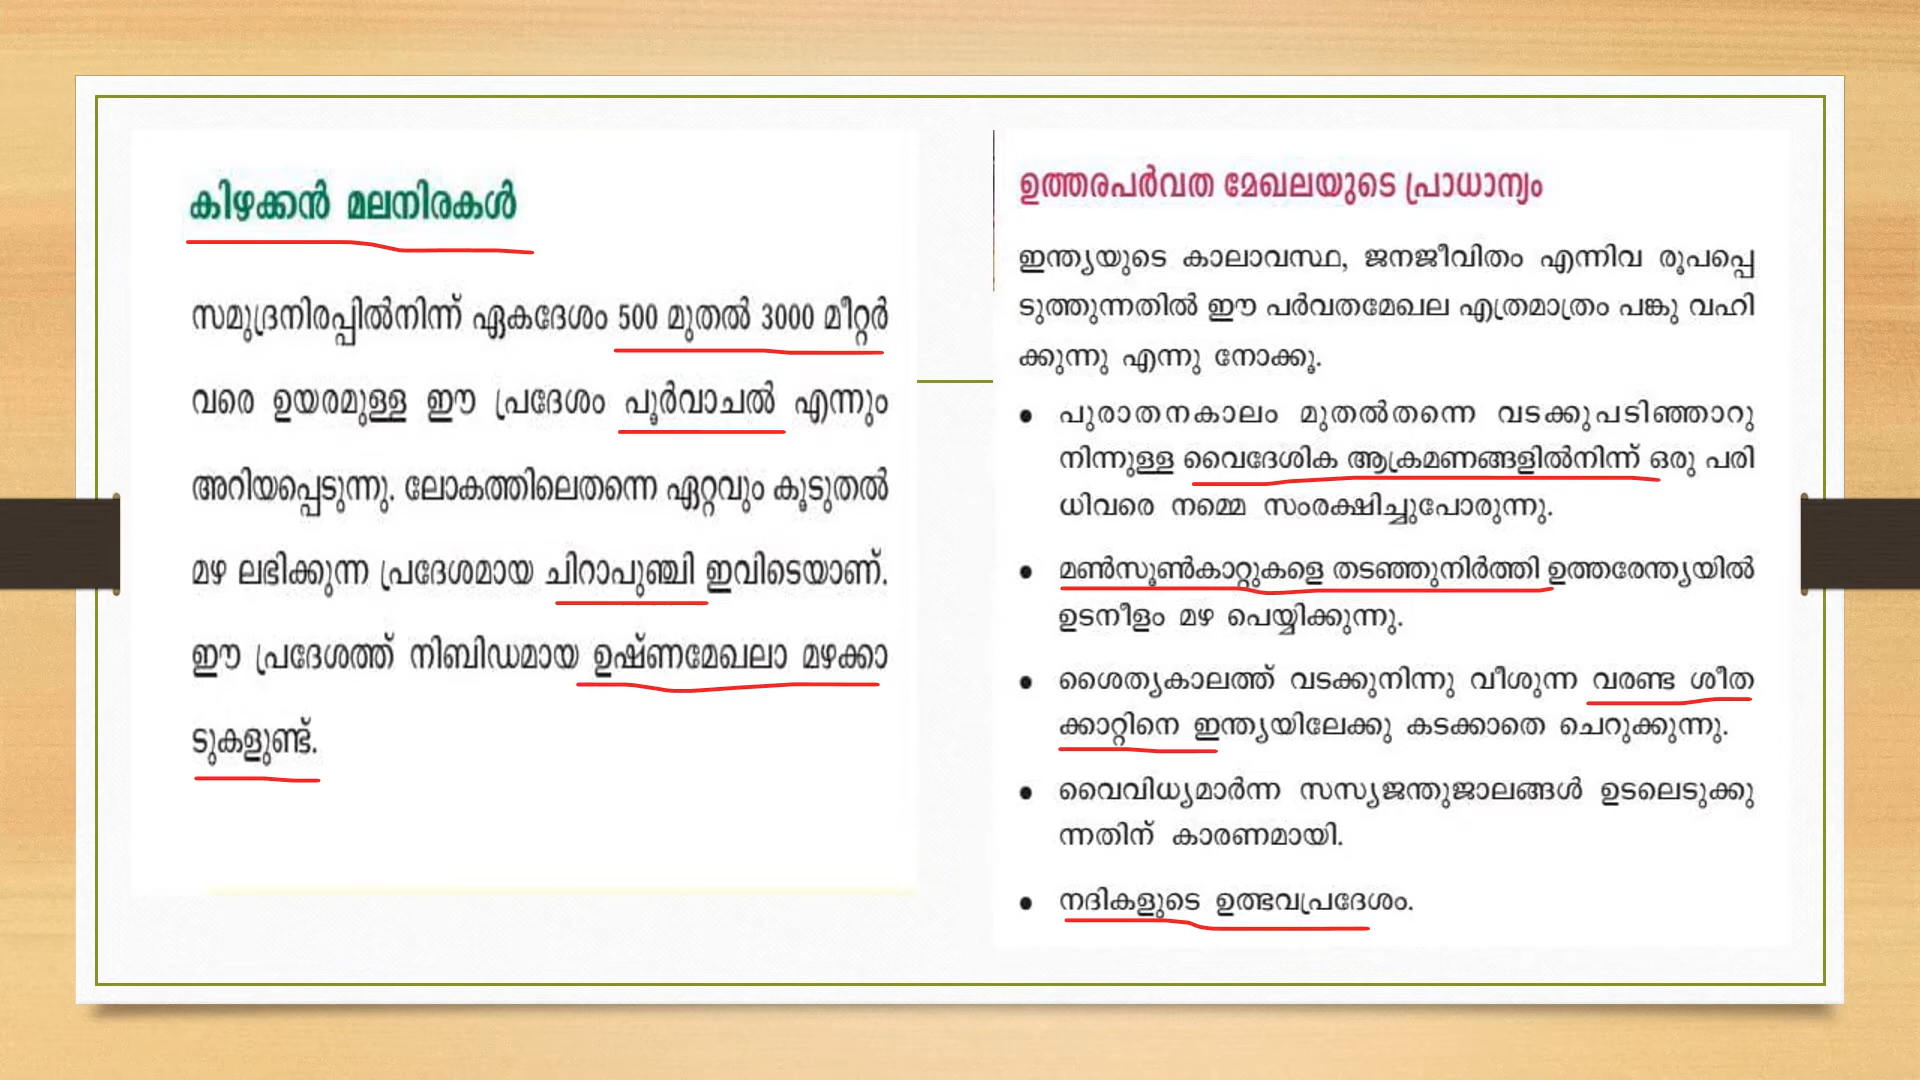 കിഴക്കൻ മലനിരകൾ
സമുദ്രനിരപ്പിൽനിന്ന് ഏകദേശം 500 മുതൽ 3000 മീറ്റർ
വരെ ഉയരമുള്ള ഈ പ്രദേശം പൂർവാചൽ എന്നും
അറിയപ്പെടുന്നു. ലോകത്തിലെതന്നെ ഏറ്റവും കൂടുതൽ
മഴ ലഭിക്കുന്ന പ്രദേശമായ ചിറാപുഞ്ചി ഇവിടെയാണ്.
ഈ പ്രദേശത്ത് നിബിഡമായ ഉഷ്ണമേഖലാ മഴക്കാ
ടുകളുണ്ട്.
ഉത്തരപർവത മേഖലയുടെ പ്രാധാന്യം
ഇന്ത്യയുടെ കാലാവസ്ഥ, ജനജീവിതം എന്നിവ രൂപപ്പെ
ടുത്തുന്നതിൽ ഈ പർവതമേഖല എത്രമാത്രം പങ്കു വഹി
ക്കുന്നു എന്നു നോക്കൂ.
• പുരാതനകാലം മുതൽതന്നെ വടക്കുപടിഞ്ഞാറു
നിന്നുള്ള വൈദേശിക ആക്രമണങ്ങളിൽനിന്ന് ഒരു പരി
ധിവരെ നമ്മെ സംരക്ഷിച്ചുപോരുന്നു.
• മൺസൂൺകാറ്റുകളെ തടഞ്ഞുനിർത്തി ഉത്തരേന്ത്യയിൽ
ഉടനീളം മഴ പെയ്യിക്കുന്നു.
• ശൈത്യകാലത്ത് വടക്കുനിന്നു വീശുന്ന വരണ്ട ശീത
ക്കാറ്റിനെ ഇന്ത്യയിലേക്കു കടക്കാതെ ചെറുക്കുന്നു.
• വൈവിധ്യമാർന്ന സസ്യജന്തുജാലങ്ങൾ ഉടലെടുക്കു
ന്നതിന് കാരണമായി.
• നദികളുടെ ഉത്ഭവപ്രദേശം.